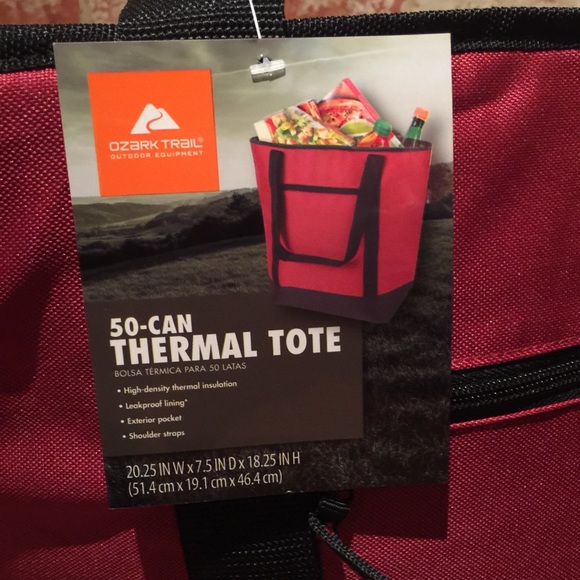 OZARK TRAIL®
OUTDOOR EQUIPMENT
50-CAN
THERMAL TOTE
BOLSA TÉRMICA PARA 50 LATAS
• High-density thermal insulation
• Leakproof lining*
• Exterior pocket
• Shoulder straps
20.25 IN W x 7.5 IN D x 18.25 IN H
(51.4 cm x 19.1 cm x 46.4 cm)